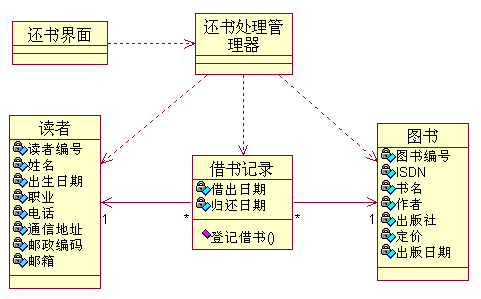 还书界面
还书处理管
理器
读者
读者编号
姓名
出生日期
职业
电话
通信地址
邮政编码
邮箱
借书记录
借出日期
归还日期
登记借书()
图书
图书编号
ISDN
书名
作者
出版社
定价
出版日期
1
*
*
1